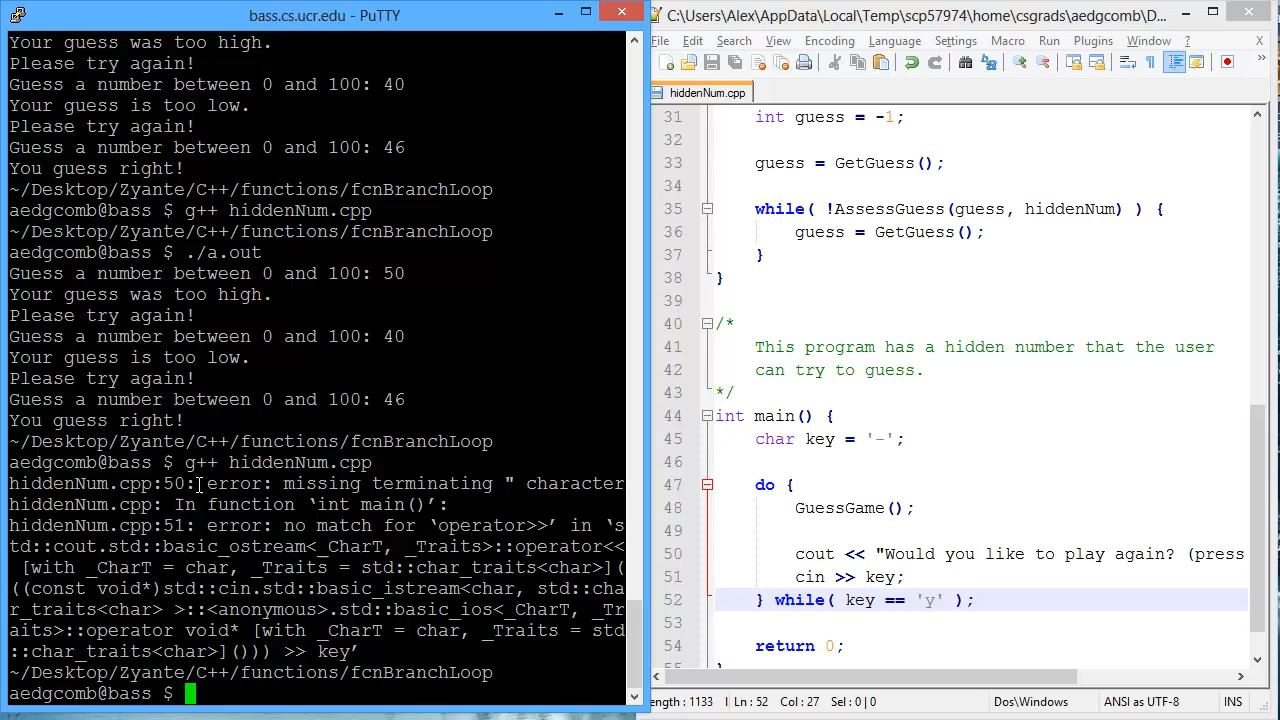 bass.cs.ucr.edu - PuTTY
Your guess was too high.
Please try again!
Guess a number between 0 and 100: 40
Your guess is too low.
Please try again!
Guess a number between 0 and 100: 46
You guess right!
~/Desktop/Zyante/C++/functions/fcnBranchLoop
aedgcomb@bass $ g++ hiddenNum.cpp
~/Desktop/Zyante/C++/functions/fcnBranchLoop
aedgcomb@bass $ ./a.out
Guess a number between 0 and 100: 50
Your guess was too high.
Please try again!
Guess a number between 0 and 100: 40
Your guess is too low.
Please try again!
Guess a number between 0 and 100: 46
You guess right!
~/Desktop/Zyante/C++/functions/fcnBranchLoop
aedgcomb@bass $ g++ hiddenNum.cpp
hiddenNum.cpp:50: error: missing terminating " character
hiddenNum.cpp: In function ‘int main()’:
hiddenNum.cpp:51: error: no match for ‘operator>>’ in ‘s
td::cout.std::basic_ostream<_CharT, _Traits>::operator<<
[with _CharT = char, _Traits = std::char_traits<char>](
((const void*)std::cin.std::basic_istream<char, std::cha
r_traits<char> >::<anonymous>.std::basic_ios<_CharT, _Tr
aits>::operator void* [with _CharT = char, _Traits = std
::char_traits<char>]())) >> key’
~/Desktop/Zyante/C++/functions/fcnBranchLoop
aedgcomb@bass $
C:\Users\Alex\AppData\Local\Temp\scp57974\home\csgrads\aedgcomb\D...
File Edit Search View Encoding Language Settings Macro Run Plugins Window ? X
hiddenNum.cpp
31 int guess = -1;
32
33 guess = GetGuess();
34
35 while( !AssessGuess(guess, hiddenNum) ) {
36 guess = GetGuess();
37 }
38 }
39
40 /*
41 This program has a hidden number that the user
42 can try to guess.
43 */
44 int main() {
45 char key = '-';
46
47 do {
48 GuessGame();
49
50 cout << "Would you like to play again? (press
51 cin >> key;
52 } while( key == 'y' );
53
54 return 0;
55 }
length : 1133 Ln : 52 Col : 27 Sel : 0 | 0 Dos\Windows ANSI as UTF-8 INS